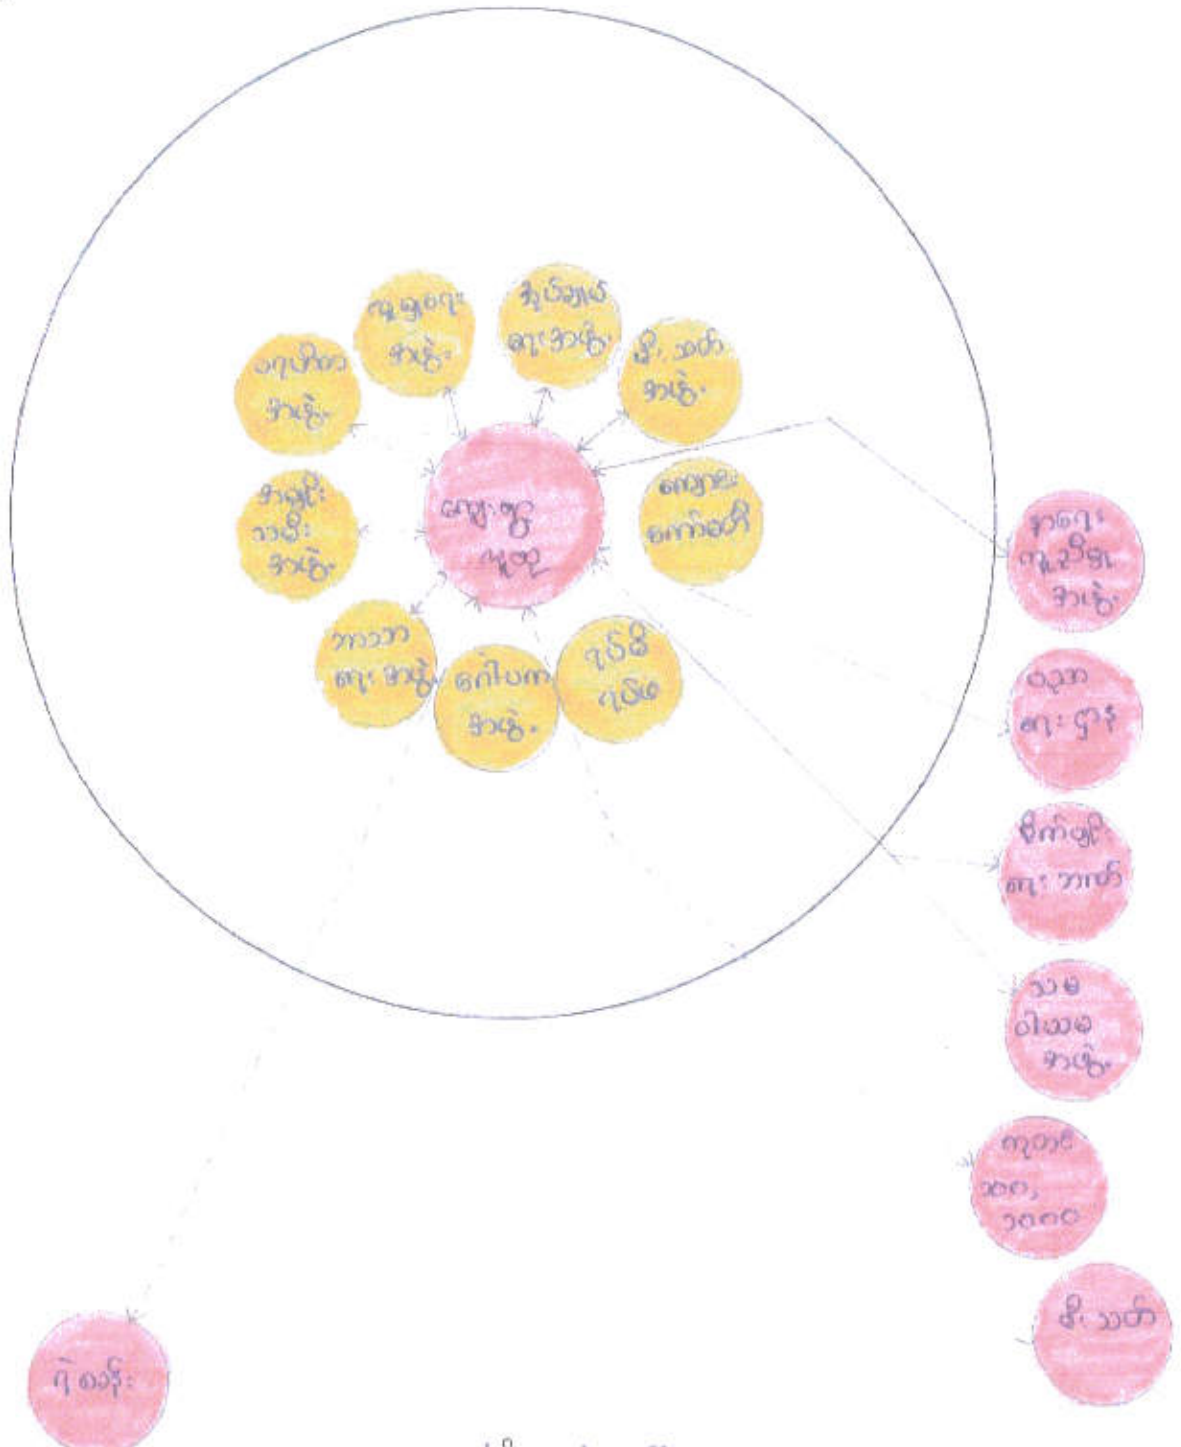 လူမှုရေး
အဖွဲ့
အုပ်ချုပ်
ရေးအဖွဲ့
မီးသတ်
အဖွဲ့
ပရဟိတ
အဖွဲ့
ကျေးရွာ
လူထု
ကျောင်း
ကော်မတီ
အမျိုး
သမီး
အဖွဲ့
ဘာသာ
ရေးအဖွဲ့
ဂေါပက
အဖွဲ့
ရပ်မိ
ရပ်ဖ
နာရေး
ကူညီမှု
အဖွဲ့
ပညာ
ရေးဌာန
စိုက်ပျိုး
ရေးဘဏ်
သမ
ဝါယမ
အဖွဲ့
မီးသတ်
ရဲစခန်း